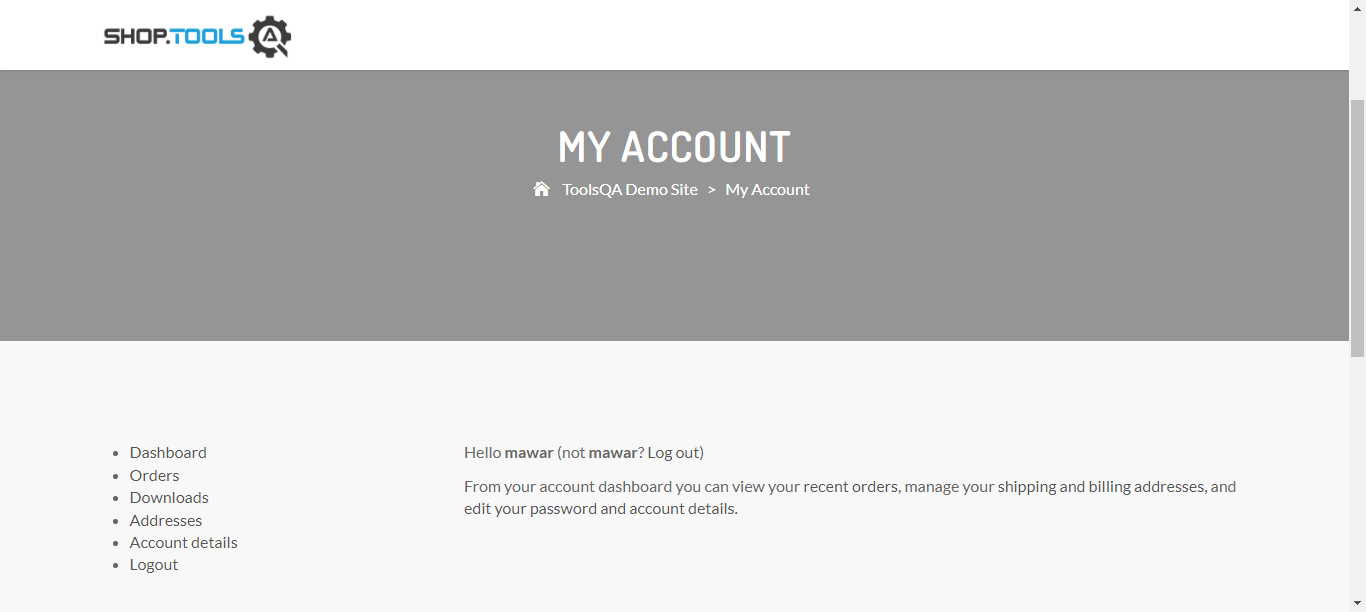 SHOP.TOOLS
MY ACCOUNT
ToolsQA Demo Site > My Account
Dashboard
Orders
Downloads
Addresses
Account details
Logout
Hello mawar (not mawar? Log out)
From your account dashboard you can view your recent orders, manage your shipping and billing addresses, and
edit your password and account details.